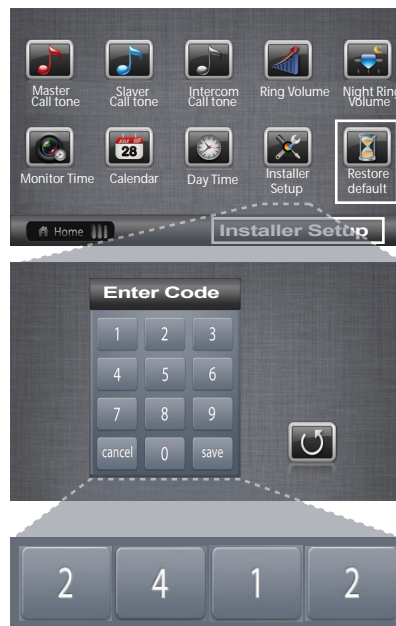 Master Call tone
Slaver Call tone
Intercom Call tone
Ring Volume
Night Ring Volume
Monitor Time
JULY
28
Calendar
Day Time
Installer Setup
Restore default
Home
Installer Setup
Enter Code
1 2 3
4 5 6
7 8 9
cancel 0 save
2 4 1 2